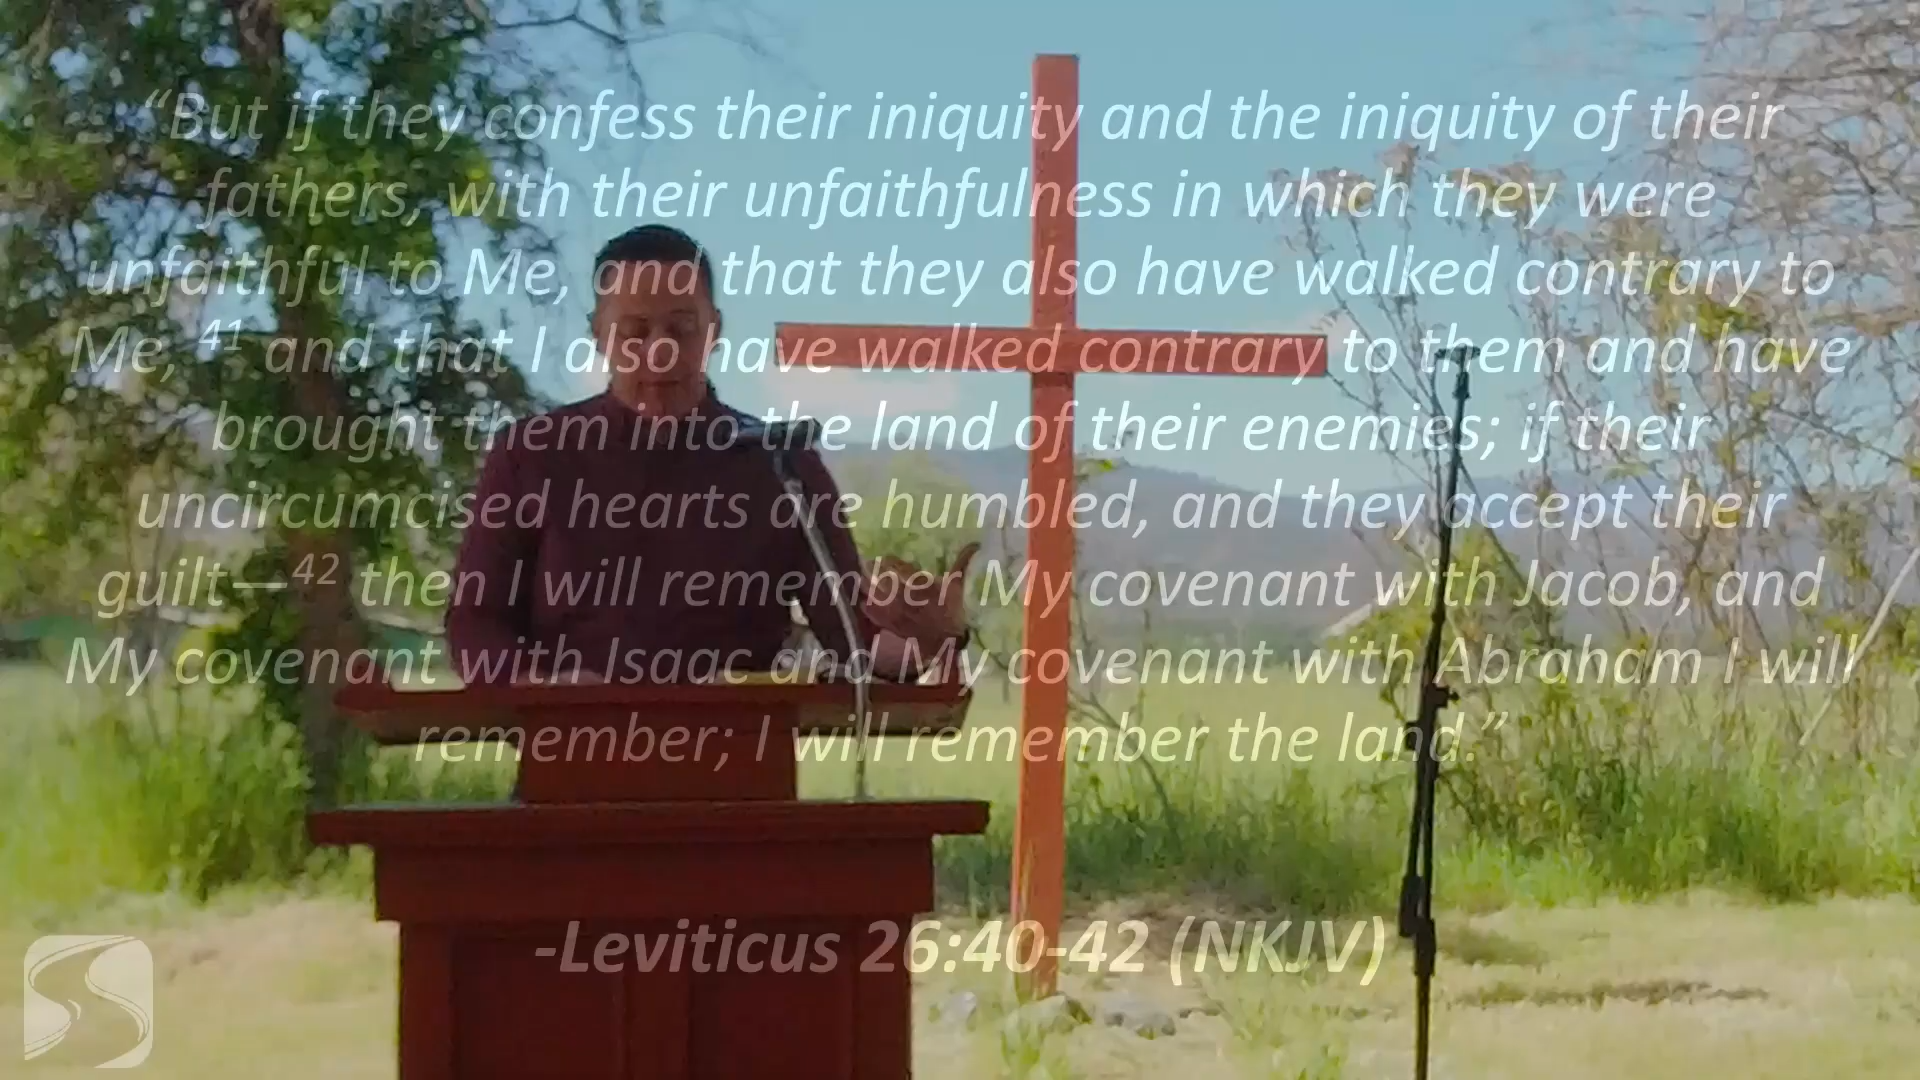 “But if they confess their iniquity and the iniquity of their
fathers, with their unfaithfulness in which they were
unfaithful to Me, and that they also have walked contrary to
Me, ⁴¹ and that I also have walked contrary to them and have
brought them into the land of their enemies; if their
uncircumcised hearts are humbled, and they accept their
guilt—⁴² then I will remember My covenant with Jacob, and
My covenant with Isaac and My covenant with Abraham I will
remember; I will remember the land.”
-Leviticus 26:40-42 (NKJV)